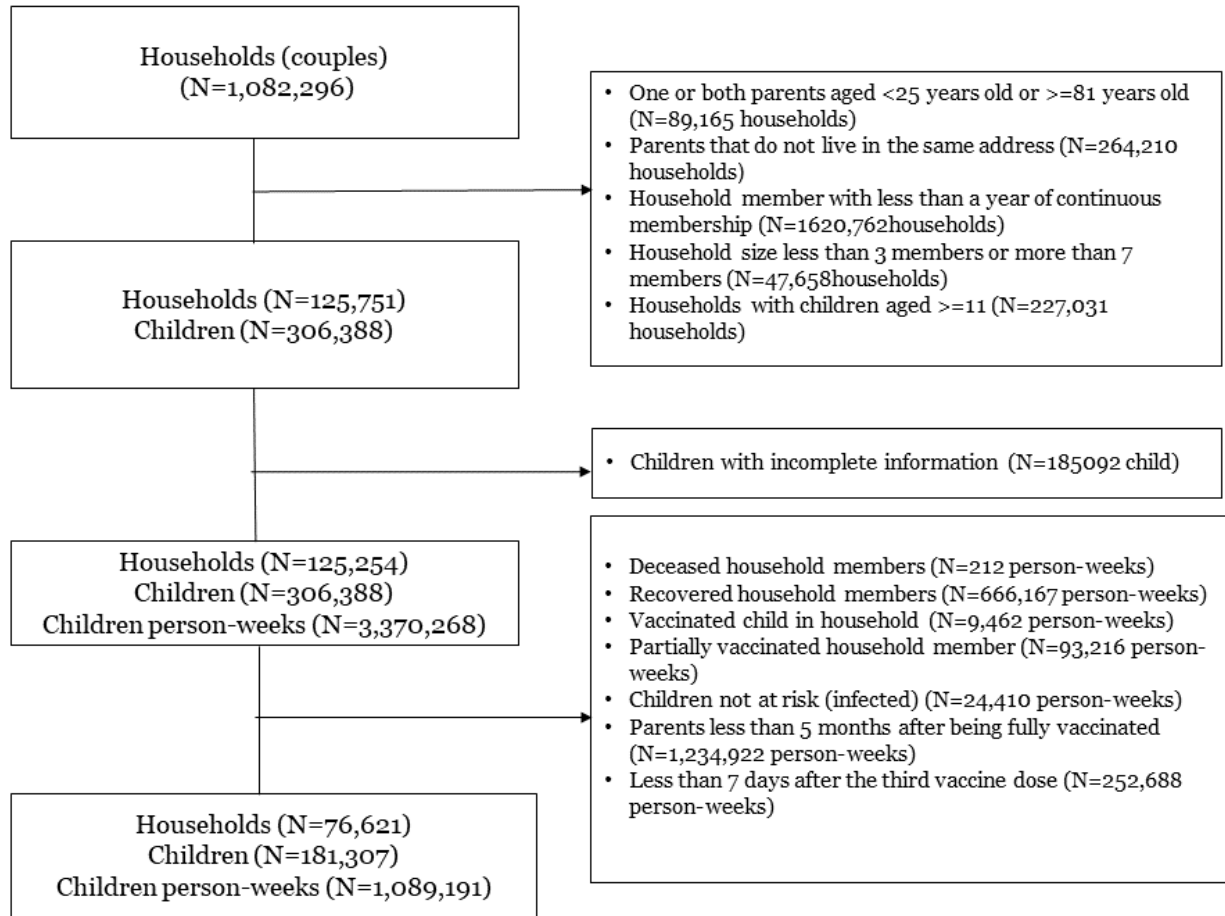 Households (couples)
(N=1,082,296)
• One or both parents aged <25 years old or >=81 years old
(N=89,165 households)
• Parents that do not live in the same address (N=264,210
households)
• Household member with less than a year of continuous
membership (N=1620,762households)
• Household size less than 3 members or more than 7
members (N=47,658households)
• Households with children aged >=11 (N=227,031
households)
Households (N=125,751)
Children (N=306,388)
• Children with incomplete information (N=185092 child)
Households (N=125,254)
Children (N=306,388)
Children person-weeks (N=3,370,268)
• Deceased household members (N=212 person-weeks)
• Recovered household members (N=666,167 person-weeks)
• Vaccinated child in household (N=9,462 person-weeks)
• Partially vaccinated household member (N=93,216 person-
weeks)
• Children not at risk (infected) (N=24,410 person-weeks)
• Parents less than 5 months after being fully vaccinated
(N=1,234,922 person-weeks)
• Less than 7 days after the third vaccine dose (N=252,688
person-weeks)
Households (N=76,621)
Children (N=181,307)
Children person-weeks (N=1,089,191)